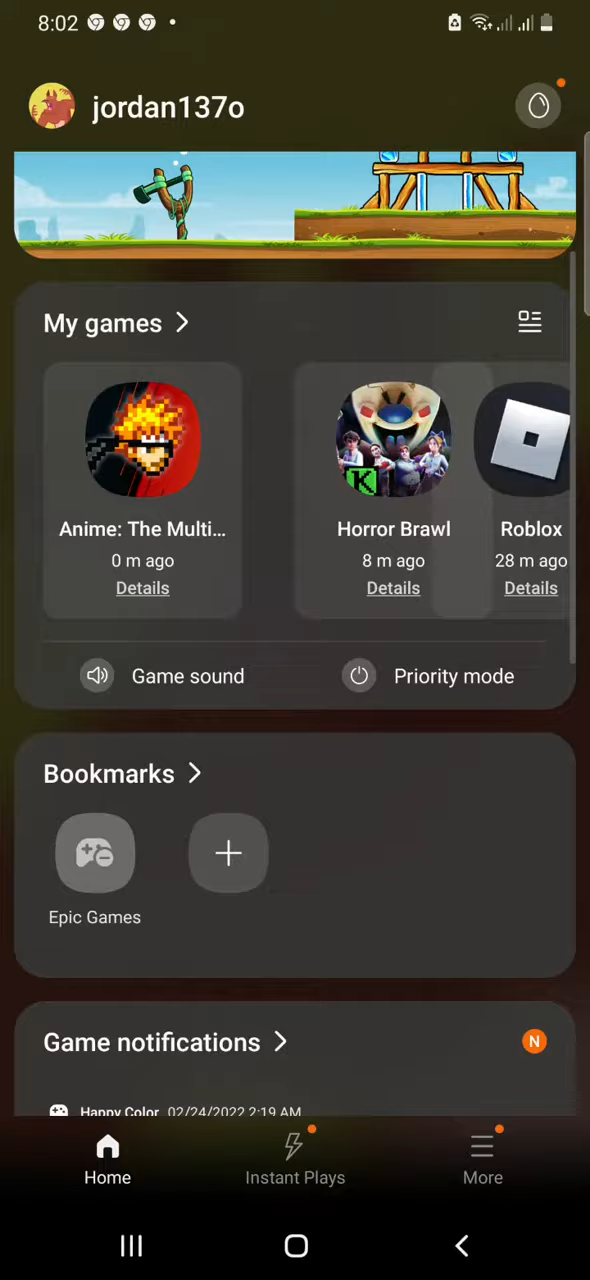 8:02
jordan137o
My games
Anime: The Multi...
0 m ago
Details
Horror Brawl
8 m ago
Details
Roblox
28 m ago
Details
K
Game sound
Priority mode
Bookmarks
Epic Games
Game notifications
N
Happy Color 02/24/2022 2:19 AM
Home
Instant Plays
More